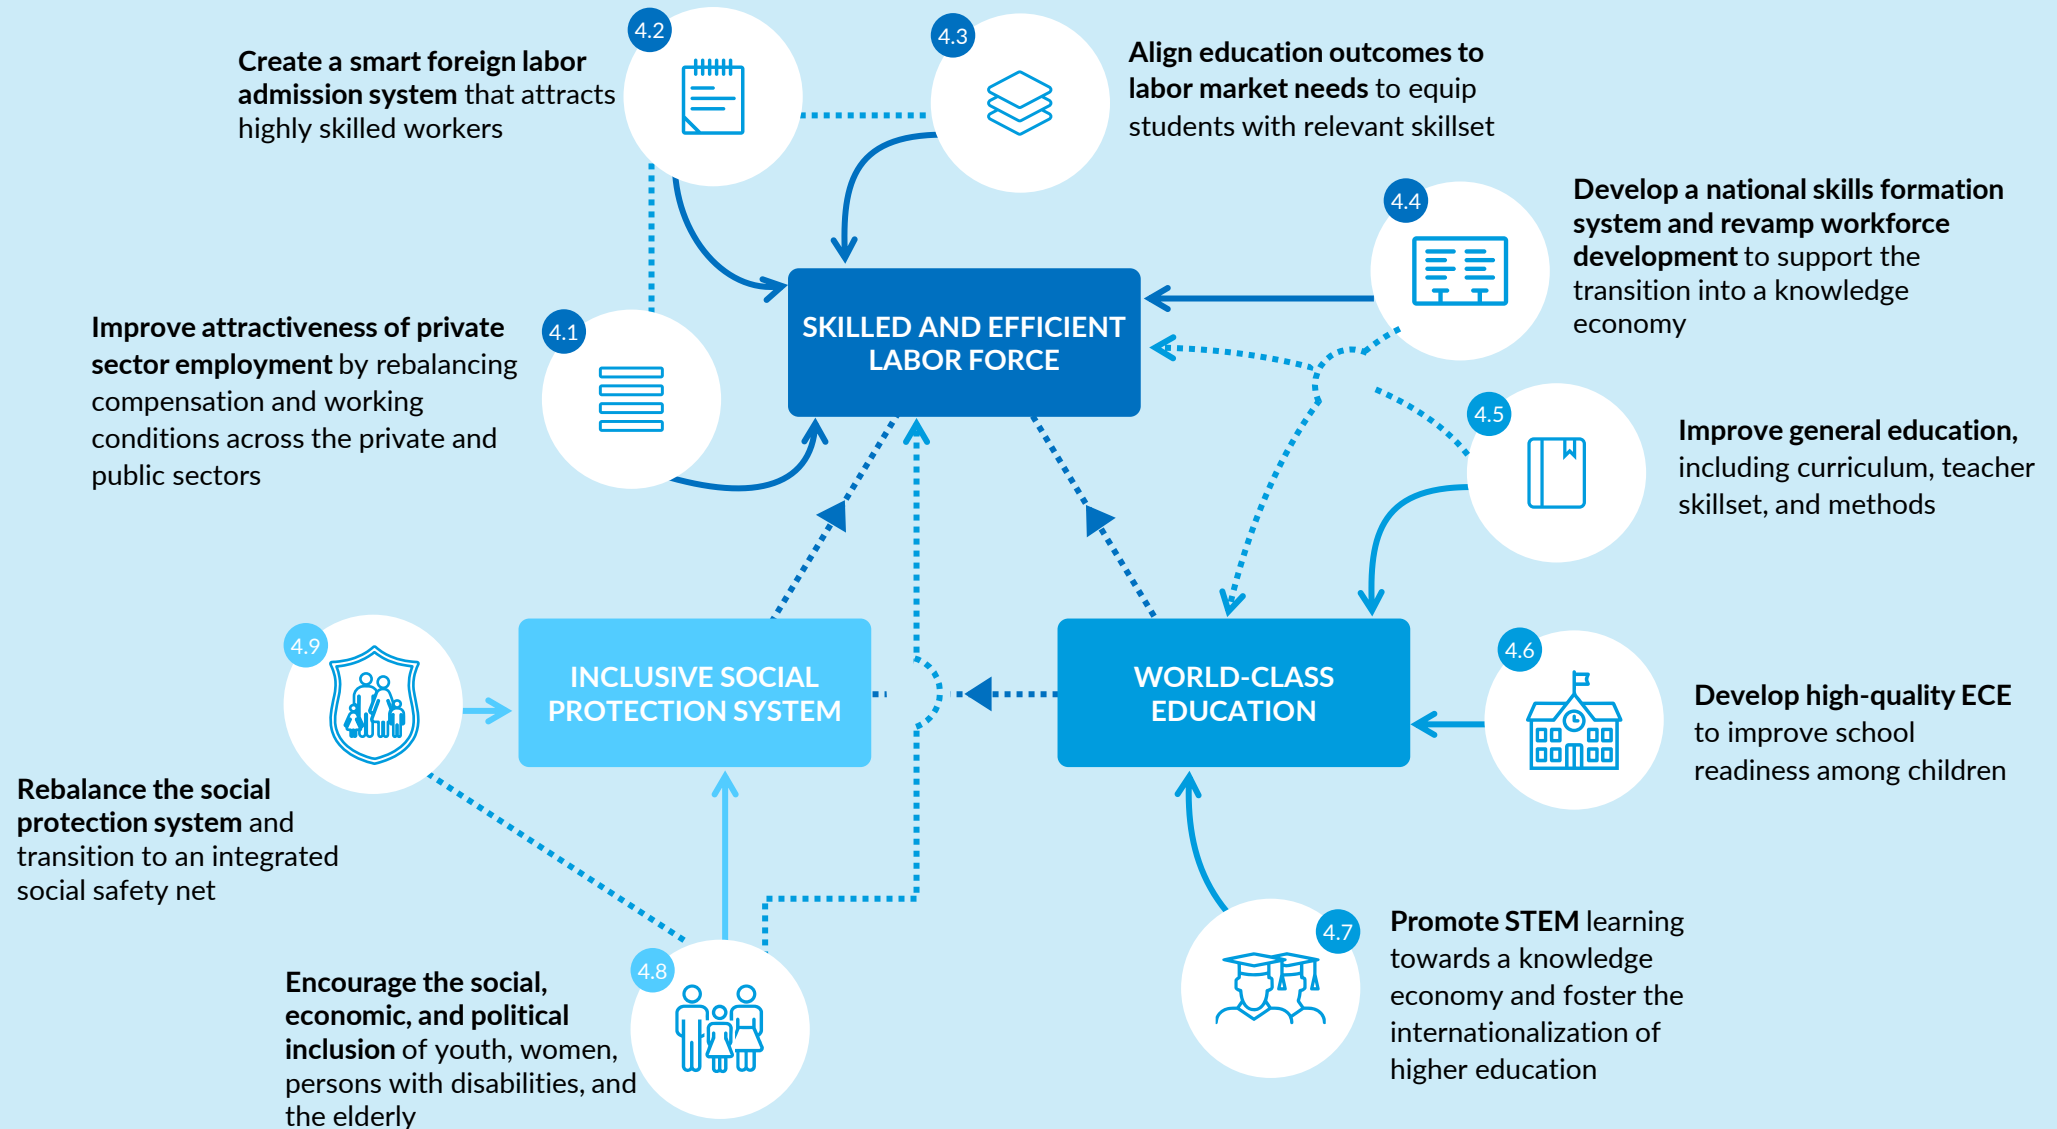 4.2
Create a smart foreign labor
admission system that attracts
highly skilled workers
4.3
Align education outcomes to
labor market needs to equip
students with relevant skillset
4.4
Develop a national skills formation
system and revamp workforce
development to support the
transition into a knowledge
economy
4.1
Improve attractiveness of private
sector employment by rebalancing
compensation and working
conditions across the private and
public sectors
SKILLED AND EFFICIENT
LABOR FORCE
4.5
Improve general education,
including curriculum, teacher
skillset, and methods
4.9
Rebalance the social
protection system and
transition to an integrated
social safety net
INCLUSIVE SOCIAL
PROTECTION SYSTEM
WORLD-CLASS
EDUCATION
4.6
Develop high-quality ECE
to improve school
readiness among children
4.8
Encourage the social,
economic, and political
inclusion of youth, women,
persons with disabilities, and
the elderly
4.7
Promote STEM learning
towards a knowledge
economy and foster the
internationalization of
higher education